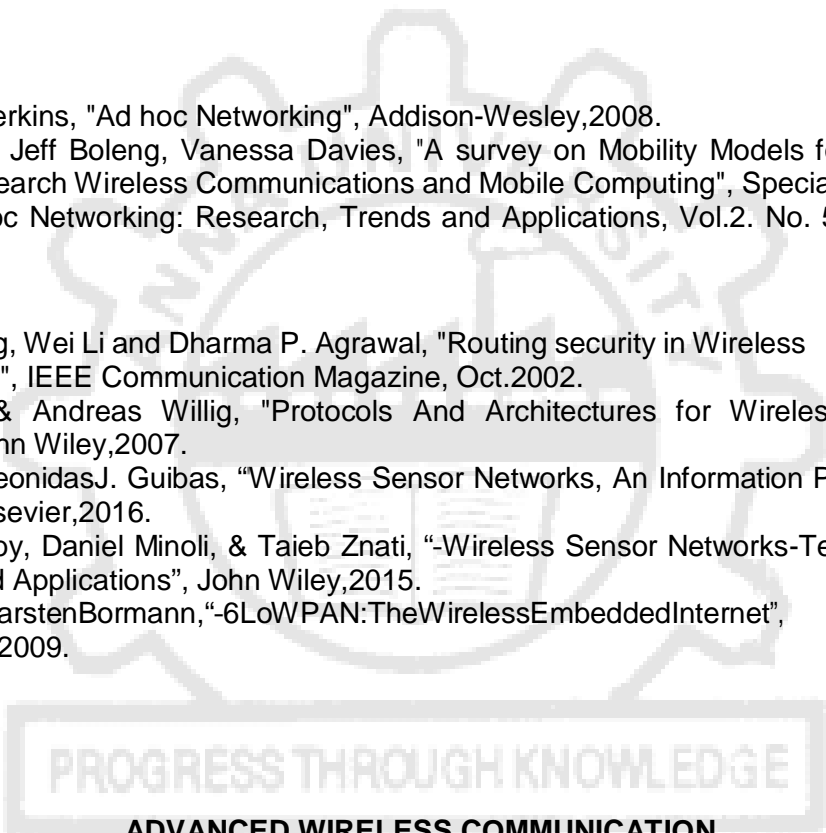 erkins, "Ad hoc Networking", Addison-Wesley,2008.
Jeff Boleng, Vanessa Davies, "A survey on Mobility Models f
earch Wireless Communications and Mobile Computing", Specia
oc Networking: Research, Trends and Applications, Vol.2. No. 5
g, Wei Li and Dharma P. Agrawal, "Routing security in Wireless
", IEEE Communication Magazine, Oct.2002.
& Andreas Willig, "Protocols And Architectures for Wireles
hn Wiley,2007.
eonidasJ. Guibas, “Wireless Sensor Networks, An Information P
sevier,2016.
oy, Daniel Minoli, & Taieb Znati, “-Wireless Sensor Networks-Te
d Applications”, John Wiley,2015.
arstenBormann,“-6LoWPAN:TheWirelessEmbeddedInternet”,
2009.
ANNA UNIVERSITY
PROGRESS THROUGH KNOWLEDGE
ADVANCED WIRELESS COMMUNICATION